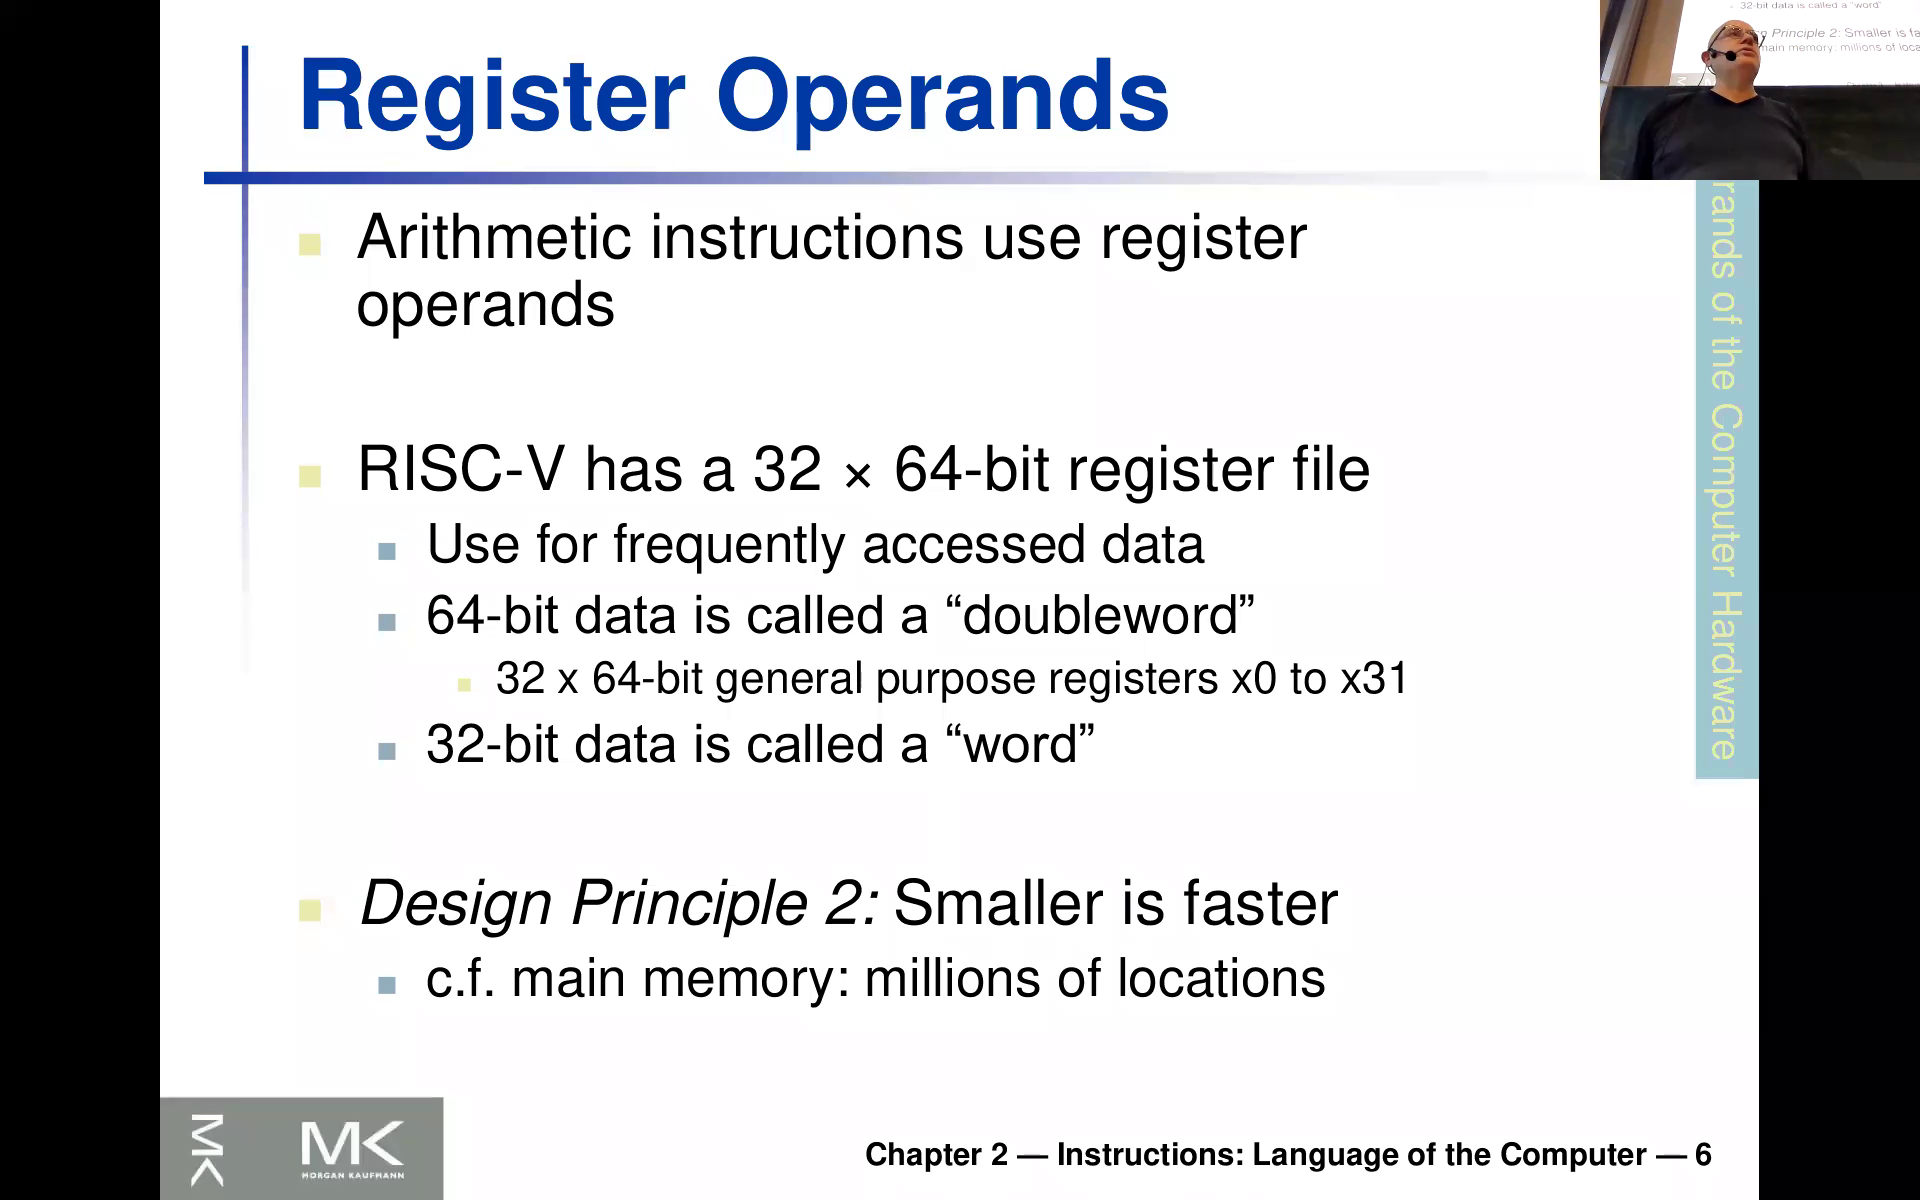 Register Operands
32-bit data is called a "word"
Principle 2: Smaller is fa
main memory: millions of loca
Arithmetic instructions use register
operands
RISC-V has a 32 × 64-bit register file
Use for frequently accessed data
64-bit data is called a “doubleword”
32 x 64-bit general purpose registers x0 to x31
32-bit data is called a “word”
Design Principle 2: Smaller is faster
c.f. main memory: millions of locations
rands of the Computer Hardware
MK
MK
MORGAN KAUFMANN
Chapter 2 — Instructions: Language of the Computer — 6